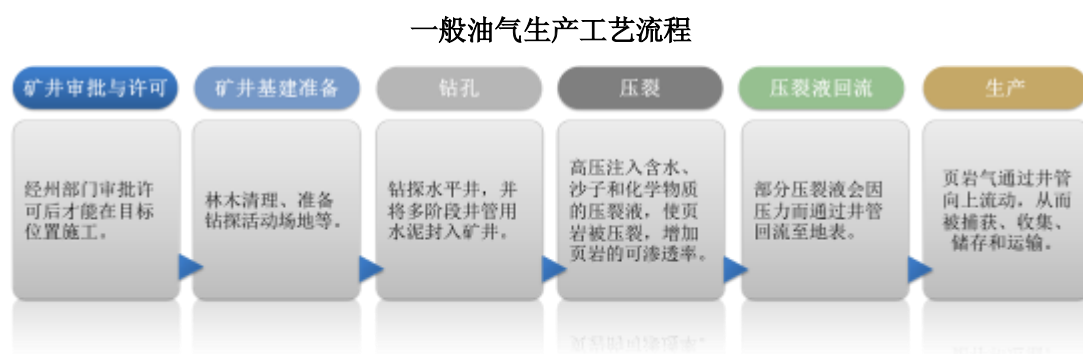 一般油气生产工艺流程
矿井审批与许可
矿井基建准备
钻孔
压裂
压裂液回流
生产
经州部门审批许
可后才能在目标
位置施工。
林木清理、准备
钻探活动场地等。
钻探水平井，并
将多阶段井管用
水泥封入矿井。
高压注入含水、
沙子和化学物质
的压裂液，使页
岩被压裂，增加
页岩的可渗透率。
部分压裂液会因
压力而通过井管
回流至地表。
页岩气通过井管
向上流动，从而
被捕获、收集、
储存和运输。